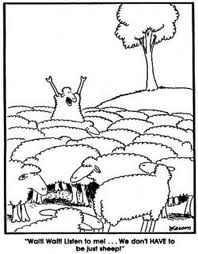 "Wait! Wait! Listen to me! ... We don't HAVE to
be just sheep!"